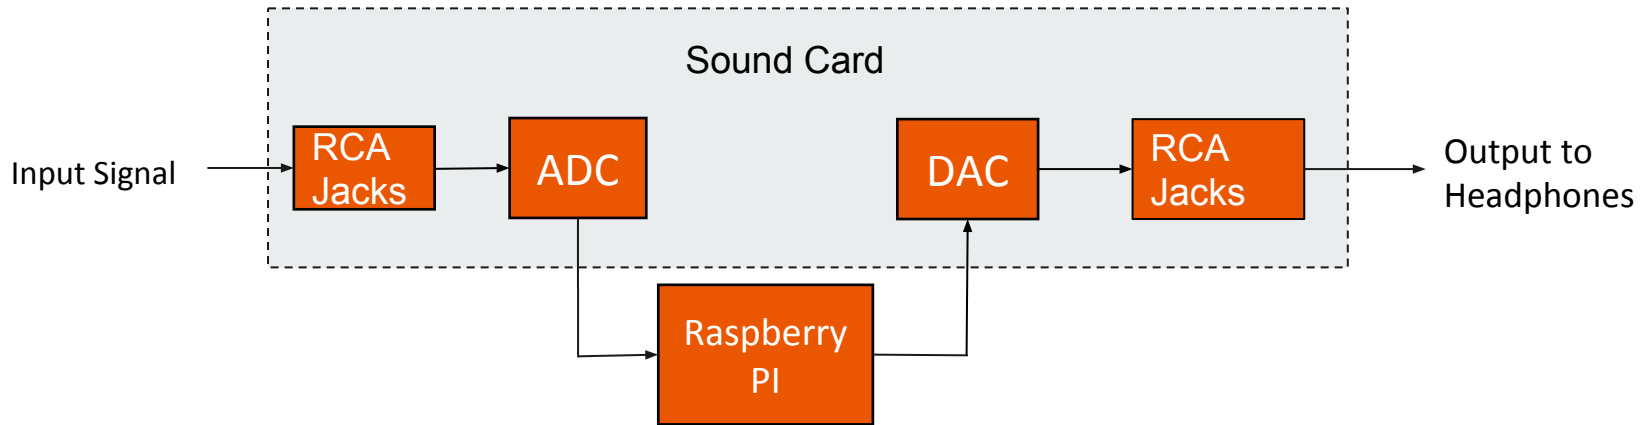 Sound Card
Input Signal
RCA
Jacks
ADC
DAC
RCA
Jacks
Output to
Headphones
Raspberry
PI